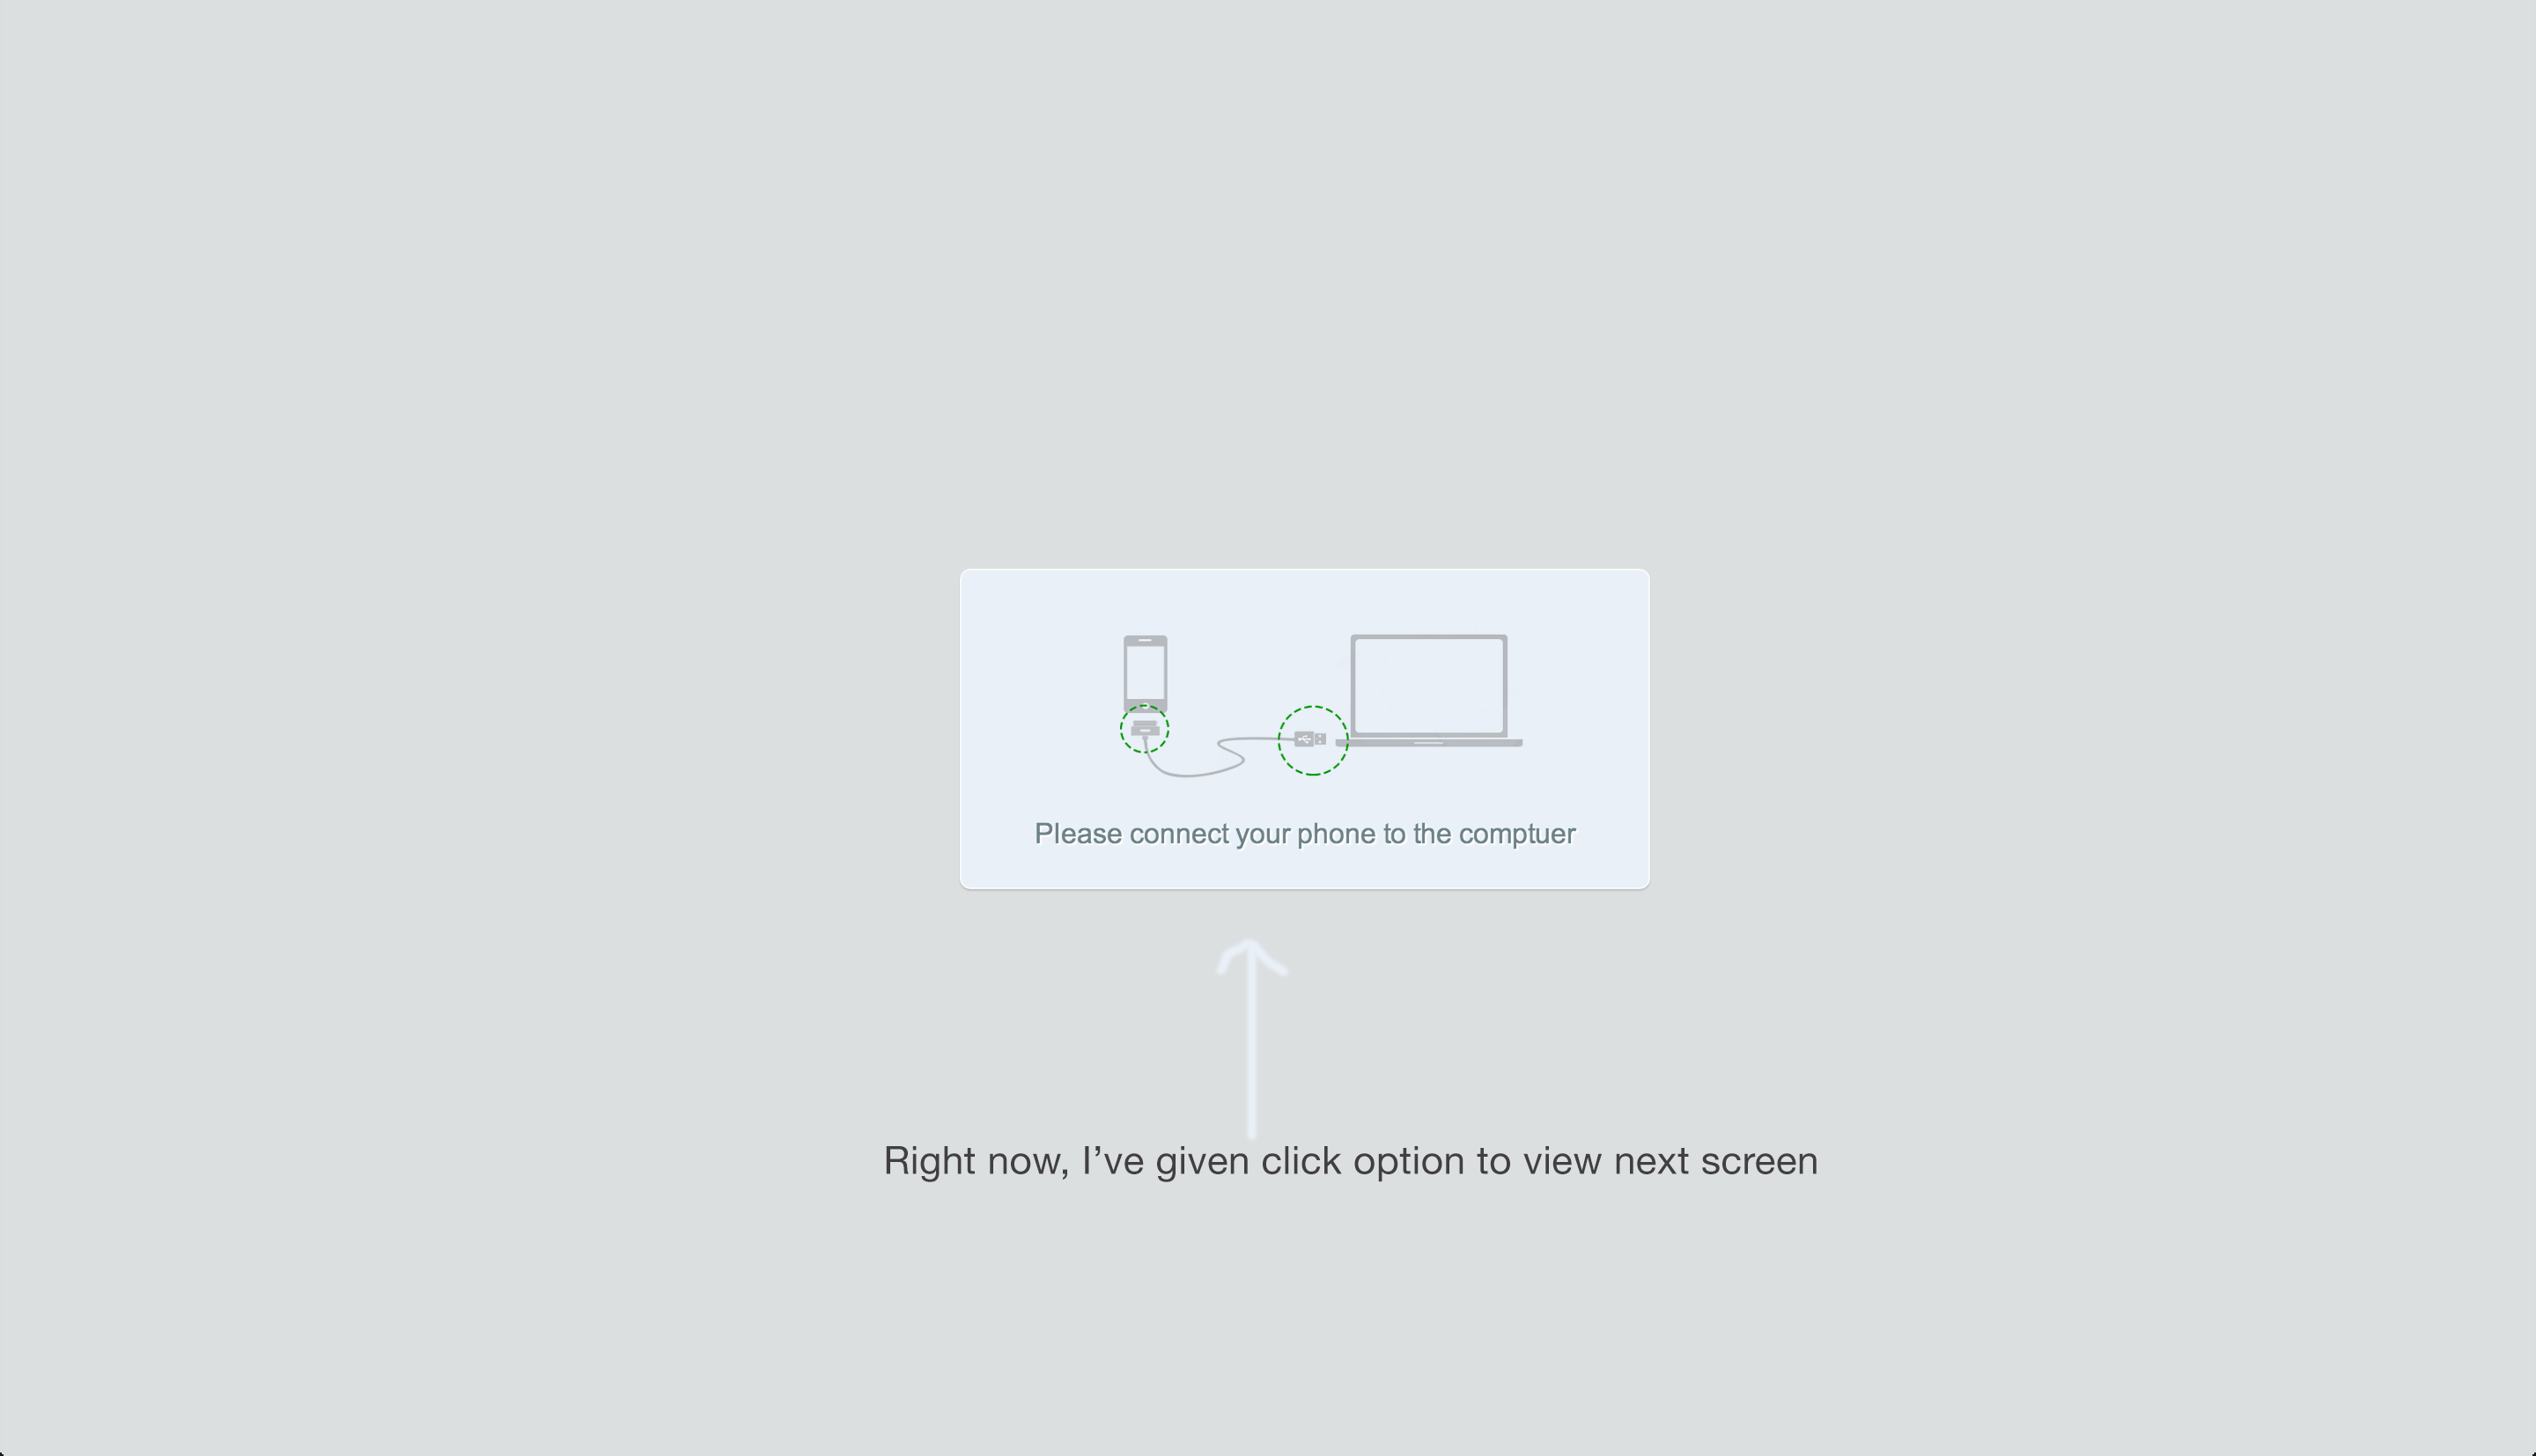 Please connect your phone to the comptuer
Right now, I’ve given click option to view next screen